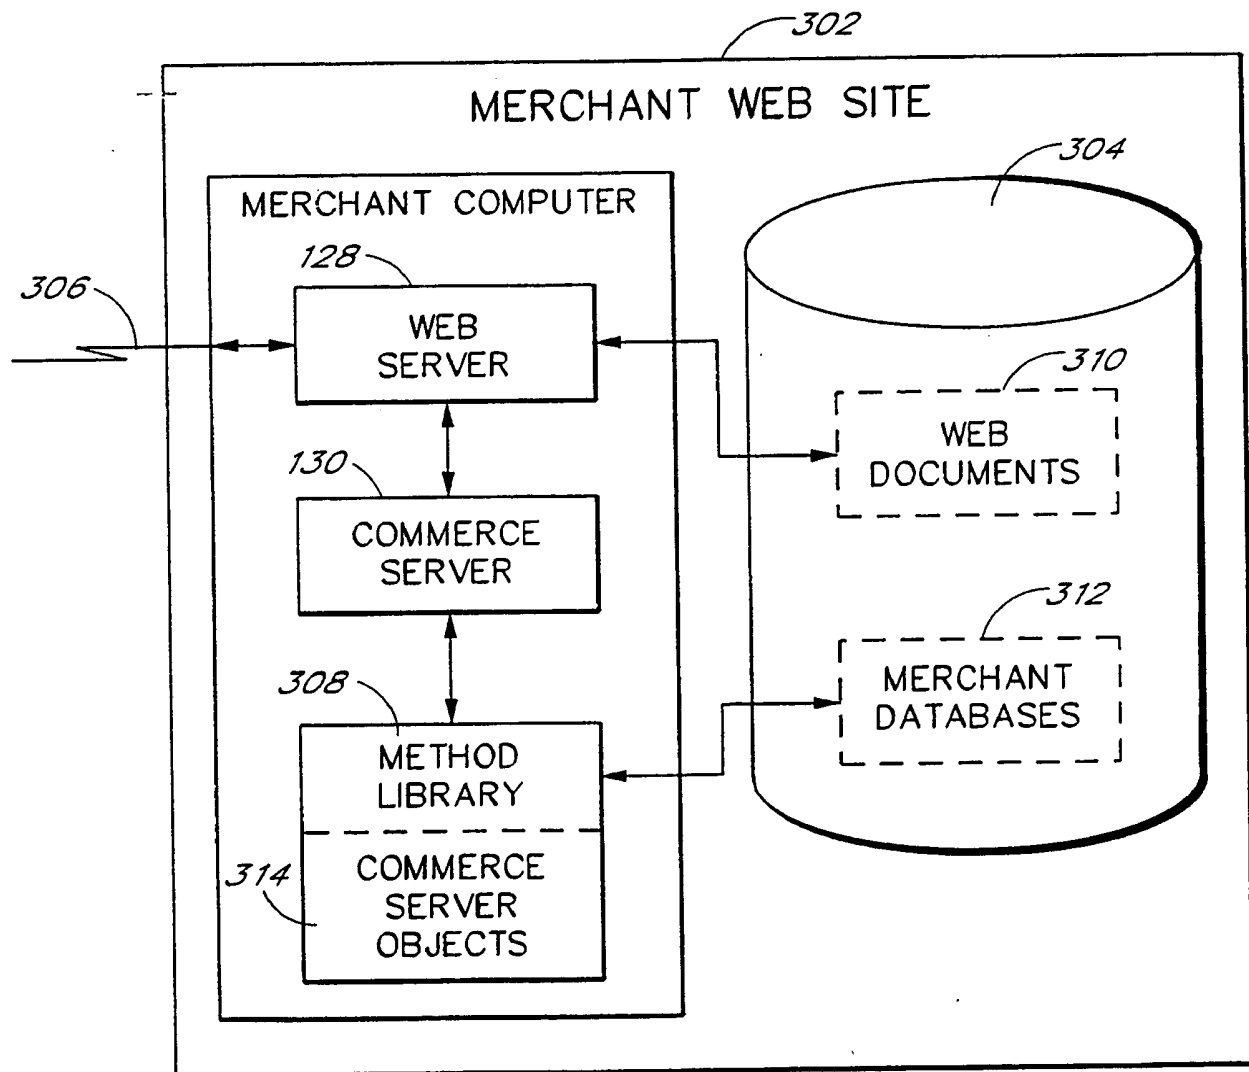 302
MERCHANT WEB SITE
304
MERCHANT COMPUTER
128
306
WEB
SERVER
310
WEB
DOCUMENTS
130
COMMERCE
SERVER
312
MERCHANT
DATABASES
308
METHOD
LIBRARY
314
COMMERCE
SERVER
OBJECTS